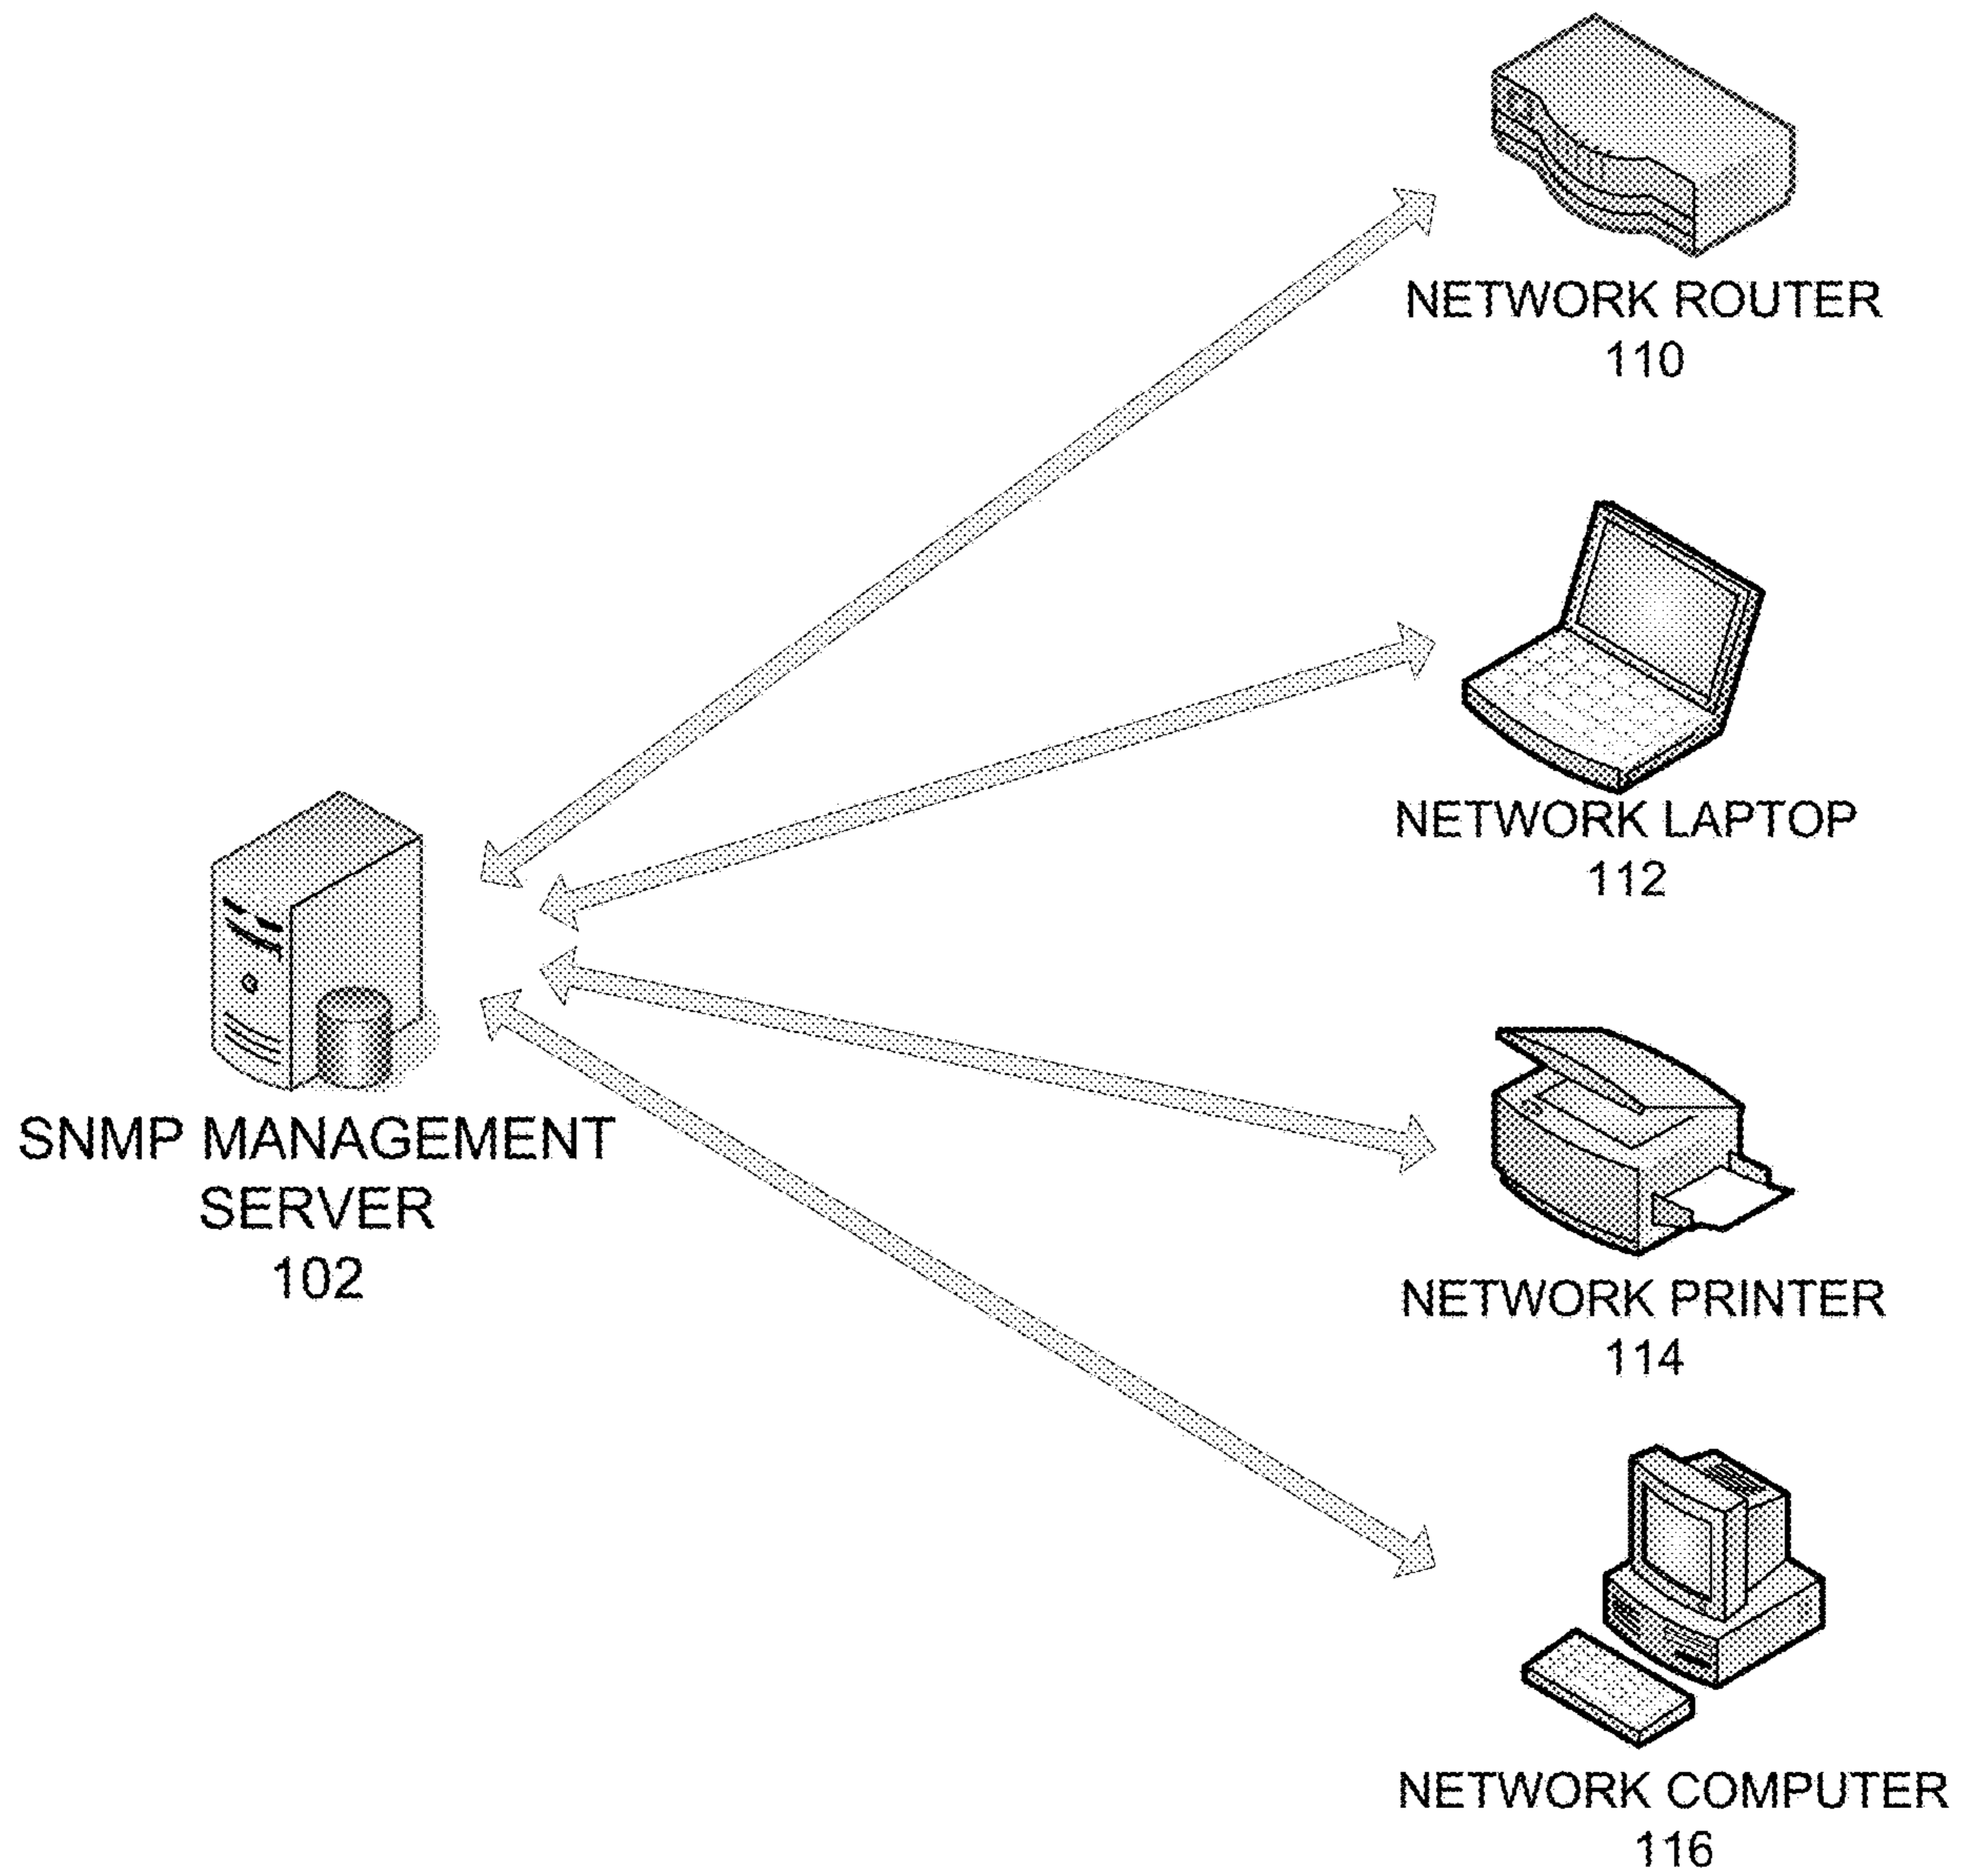 NETWORK ROUTER
110
NETWORK LAPTOP
112
SNMP MANAGEMENT
SERVER
102
NETWORK PRINTER
114
NETWORK COMPUTER
116